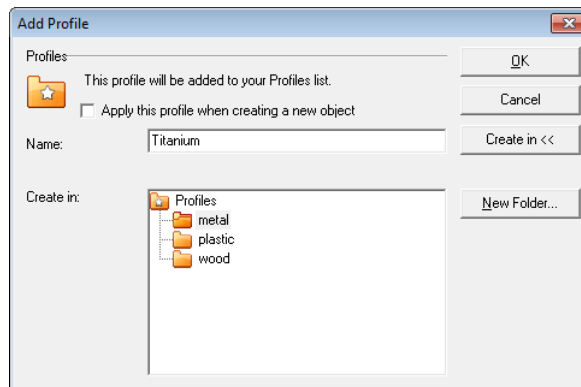 Add Profile
Profiles
This profile will be added to your Profiles list.
Apply this profile when creating a new object
Name:
Titanium
Create in:
Profiles
metal
plastic
wood
OK
Cancel
Create in <<
New Folder...